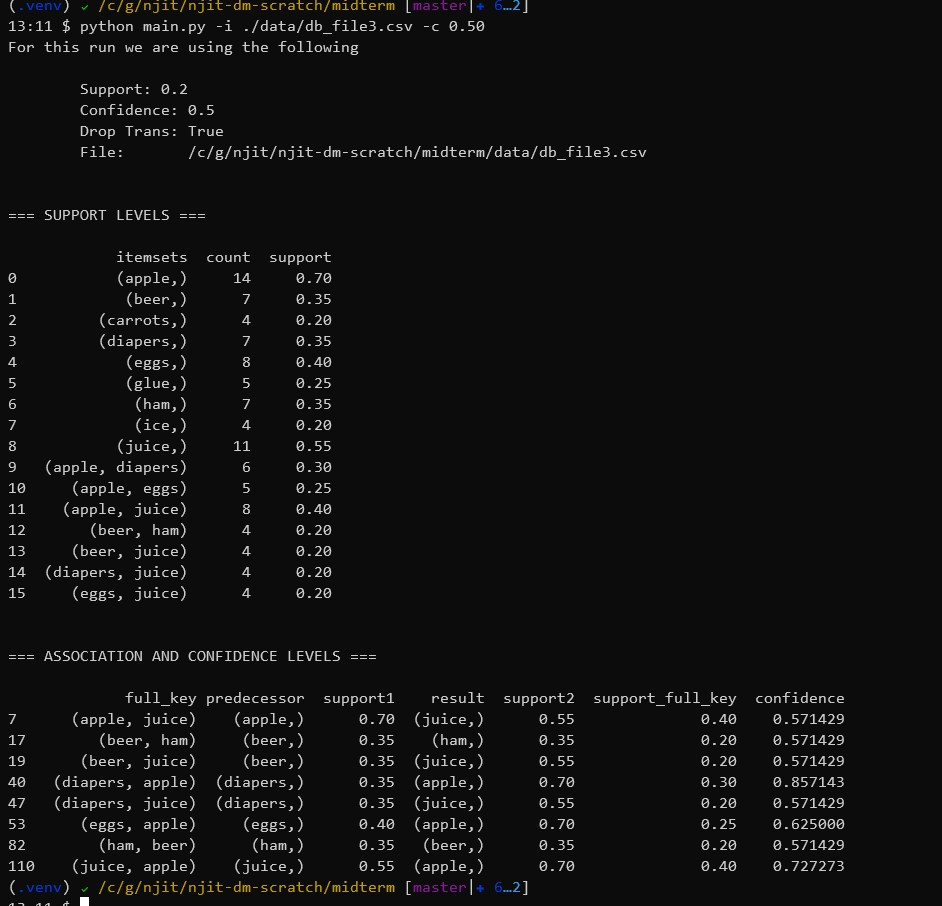 (.venv) ✓ /c/g/njit/njit-dm-scratch/midterm [master|✚ 6…2]
13:11 $ python main.py -i ./data/db_file3.csv -c 0.50
For this run we are using the following
Support: 0.2
Confidence: 0.5
Drop Trans: True
File: /c/g/njit/njit-dm-scratch/midterm/data/db_file3.csv
=== SUPPORT LEVELS ===
itemsets count support
0 (apple,) 14 0.70
1 (beer,) 7 0.35
2 (carrots,) 4 0.20
3 (diapers,) 7 0.35
4 (eggs,) 8 0.40
5 (glue,) 5 0.25
6 (ham,) 7 0.35
7 (ice,) 4 0.20
8 (juice,) 11 0.55
9 (apple, diapers) 6 0.30
10 (apple, eggs) 5 0.25
11 (apple, juice) 8 0.40
12 (beer, ham) 4 0.20
13 (beer, juice) 4 0.20
14 (diapers, juice) 4 0.20
15 (eggs, juice) 4 0.20
=== ASSOCIATION AND CONFIDENCE LEVELS ===
full_key predecessor support1 result support2 support_full_key confidence
7 (apple, juice) (apple,) 0.70 (juice,) 0.55 0.40 0.571429
17 (beer, ham) (beer,) 0.35 (ham,) 0.35 0.20 0.571429
19 (beer, juice) (beer,) 0.35 (juice,) 0.55 0.20 0.571429
40 (diapers, apple) (diapers,) 0.35 (apple,) 0.70 0.30 0.857143
47 (diapers, juice) (diapers,) 0.35 (juice,) 0.55 0.20 0.571429
53 (eggs, apple) (eggs,) 0.40 (apple,) 0.70 0.25 0.625000
82 (ham, beer) (ham,) 0.35 (beer,) 0.35 0.20 0.571429
110 (juice, apple) (juice,) 0.55 (apple,) 0.70 0.40 0.727273
(.venv) ✓ /c/g/njit/njit-dm-scratch/midterm [master|✚ 6…2]
13:11 $